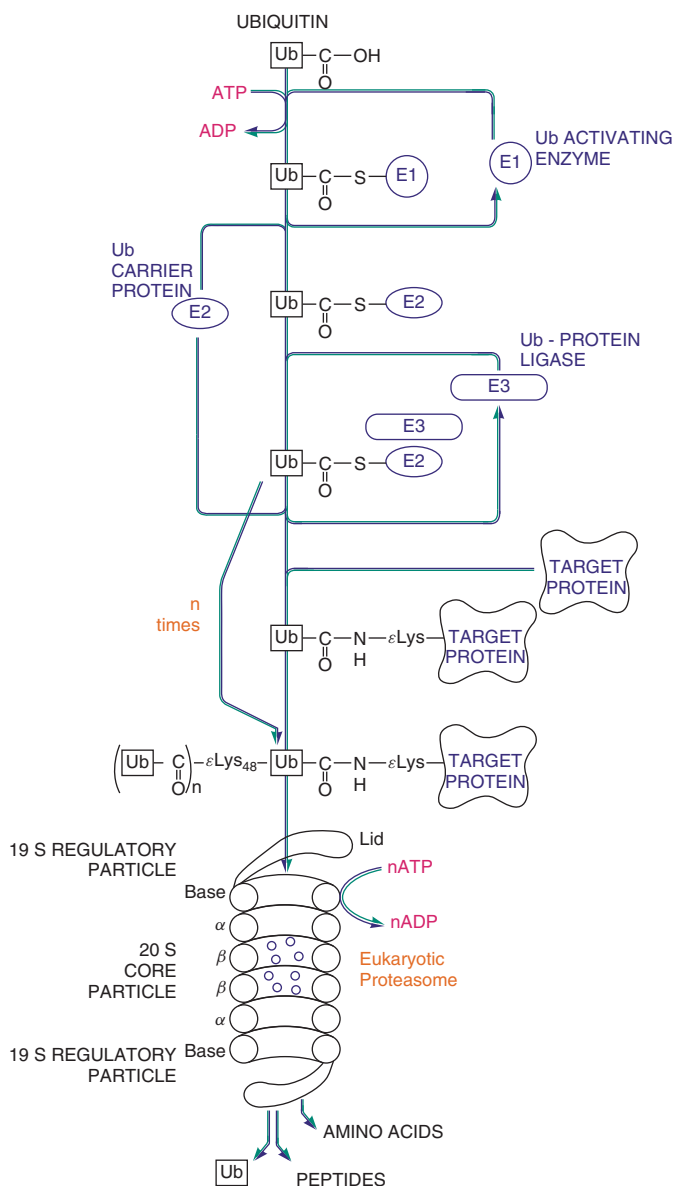 UBIQUITIN
Ub C OH
O
ATP
ADP
Ub ACTIVATING
ENZYME
E1
Ub C S E1
O
Ub
CARRIER
PROTEIN
E2
Ub C S E2
O
Ub - PROTEIN
LIGASE
E3
E3
Ub C S E2
O
TARGET
PROTEIN
n
times
Ub C N εLys TARGET
PROTEIN
O H
(Ub C)n εLys48 Ub C N εLys TARGET
PROTEIN
O O H
Lid
19 S REGULATORY
PARTICLE
Base
nATP
nADP
α
20 S
CORE
PARTICLE
β
β
Eukaryotic
Proteasome
α
19 S REGULATORY
PARTICLE
Base
AMINO ACIDS
Ub
PEPTIDES